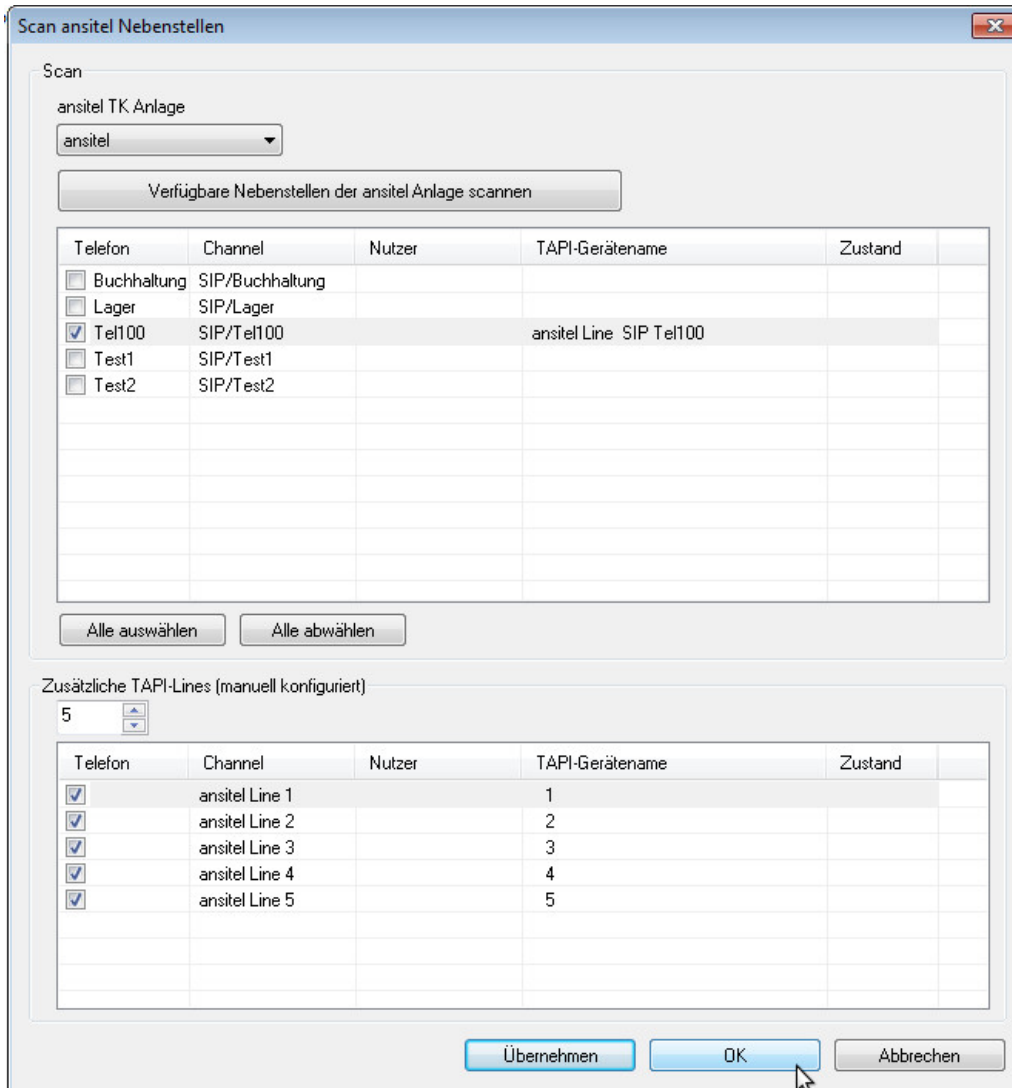 Scan ansitel Nebenstellen
Scan
ansitel TK Anlage
ansitel
Verfügbare Nebenstellen der ansitel Anlage scannen
Telefon Channel Nutzer TAPI-Gerätename Zustand
Buchhaltung SIP/Buchhaltung
Lager SIP/Lager
Tel100 SIP/Tel100 ansitel Line SIP Tel100
Test1 SIP/Test1
Test2 SIP/Test2
Alle auswählen Alle abwählen
Zusätzliche TAPI-Lines (manuell konfiguriert)
5
Telefon Channel Nutzer TAPI-Gerätename Zustand
ansitel Line 1 1
ansitel Line 2 2
ansitel Line 3 3
ansitel Line 4 4
ansitel Line 5 5
Übernehmen OK Abbrechen